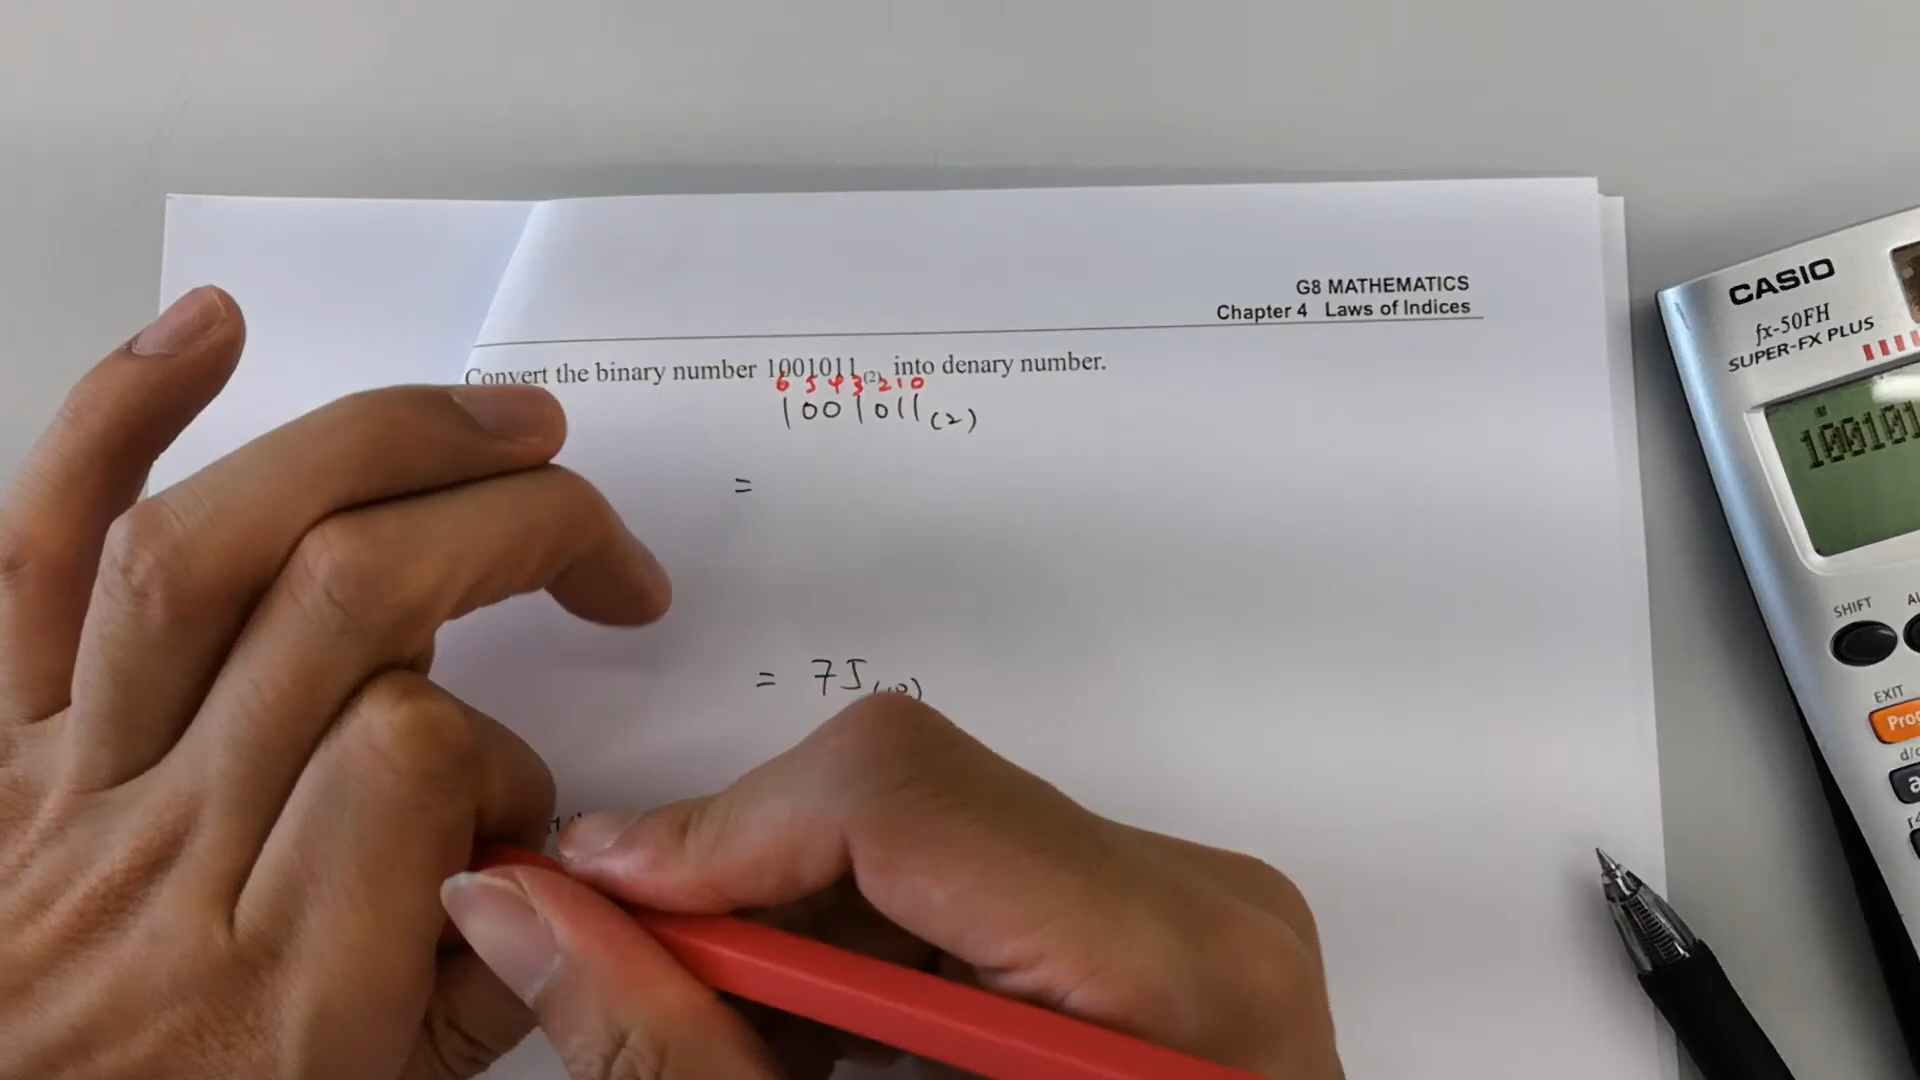 G8 MATHEMATICS
Chapter 4 Laws of Indices
Convert the binary number 1001011(2) into denary number.
6 5 4 3 2 1 0
1001011(2)
=
= 75(10)
CASIO
fx-50FH
SUPER-FX PLUS
100101
SHIFT
EXIT